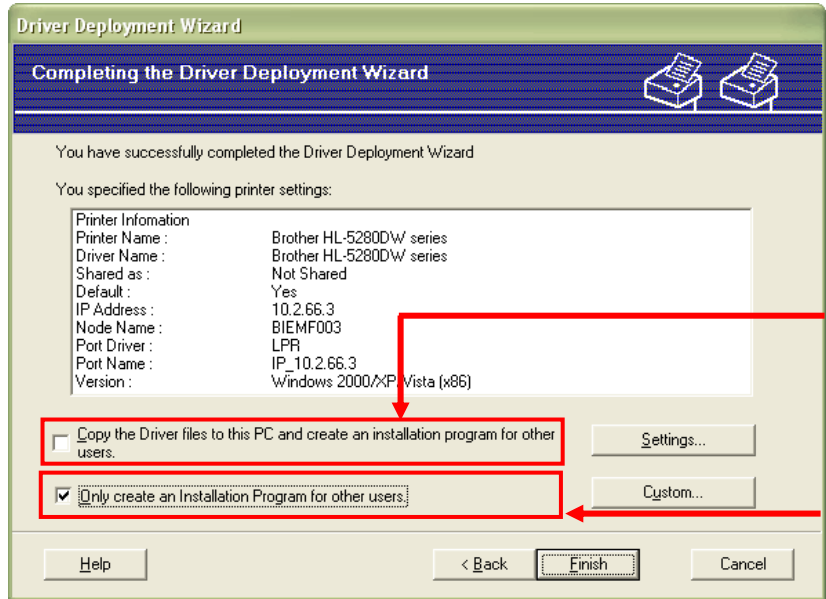 Driver Deployment Wizard
Completing the Driver Deployment Wizard
You have successfully completed the Driver Deployment Wizard
You specified the following printer settings:
Printer Infomation
Printer Name : Brother HL-5280DW series
Driver Name : Brother HL-5280DW series
Shared as : Not Shared
Default : Yes
IP Address : 10.2.66.3
Node Name : BIEMF003
Port Driver : LPR
Port Name : IP_10.2.66.3
Version : Windows 2000/XP/Vista (x86)
Copy the Driver files to this PC and create an installation program for other
users.
Settings...
Only create an Installation Program for other users.
Custom...
Help
< Back
Finish
Cancel